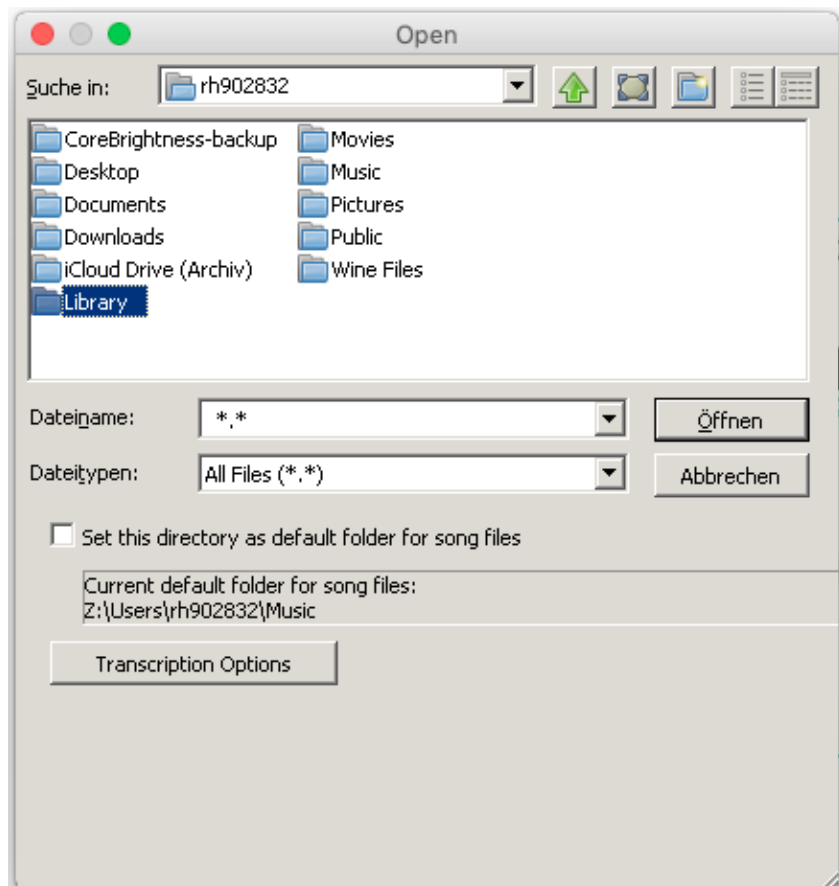 Open
Suche in: rh902832
CoreBrightness-backup Movies
Desktop Music
Documents Pictures
Downloads Public
iCloud Drive (Archiv) Wine Files
Library
Dateiname: *.* Öffnen
Dateitypen: All Files (*.*) Abbrechen
Set this directory as default folder for song files
Current default folder for song files:
Z:\Users\rh902832\Music
Transcription Options